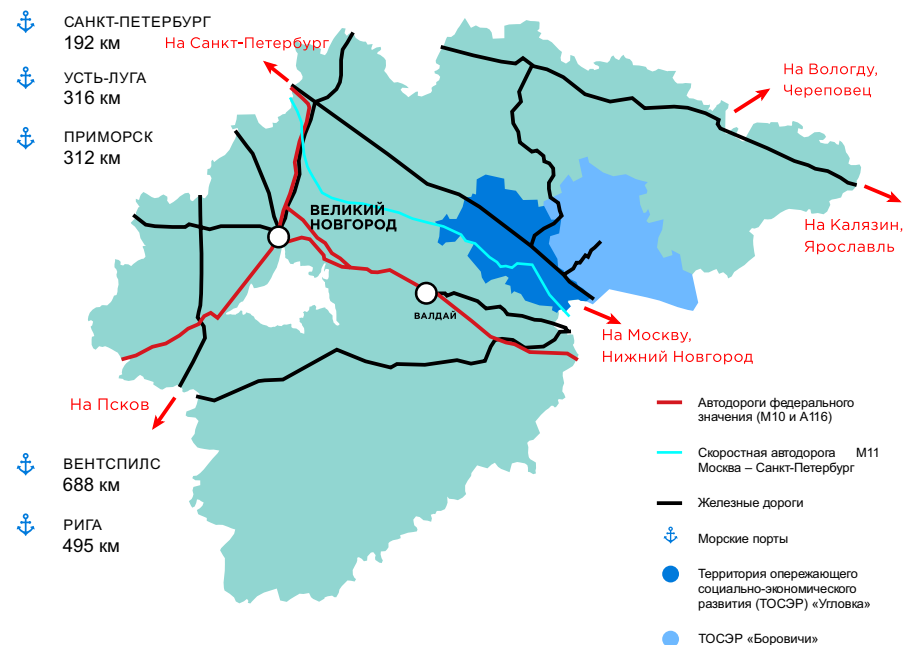 САНКТ-ПЕТЕРБУРГ
192 км
УСТЬ-ЛУГА
316 км
ПРИМОРСК
312 км
На Санкт-Петербург
На Вологду,
Череповец
ВЕЛИКИЙ
НОВГОРОД
На Калязин,
Ярославль
ВАЛДАЙ
На Москву,
Нижний Новгород
На Псков
ВЕНТСПИЛС
688 км
РИГА
495 км
Автодороги федерального
значения (М10 и А116)
Скоростная автодорога М11
Москва – Санкт-Петербург
Железные дороги
Морские порты
Территория опережающего
социально-экономического
развития (ТОСЭР) «Угловка»
ТОСЭР «Боровичи»